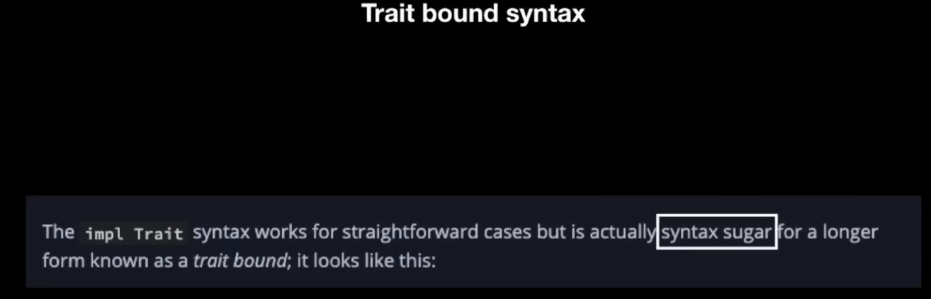 Trait bound syntax
The impl Trait syntax works for straightforward cases but is actually syntax sugar for a longer
form known as a trait bound; it looks like this: